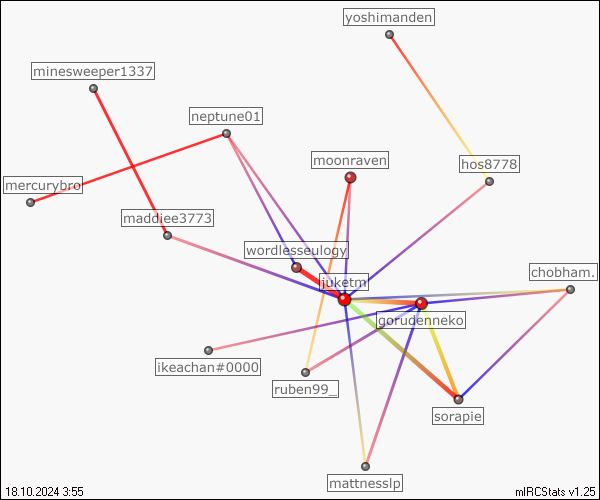 yoshimanden
minesweeper1337
neptune01
moonraven
hos8778
mercurybro
maddiee3773
wordlesseulogy
chobham.
juketm
gorudenneko
ikeachan#0000
ruben99_
sorapie
mattnesslp
18.10.2024 3:55
mIRCStats v1.25